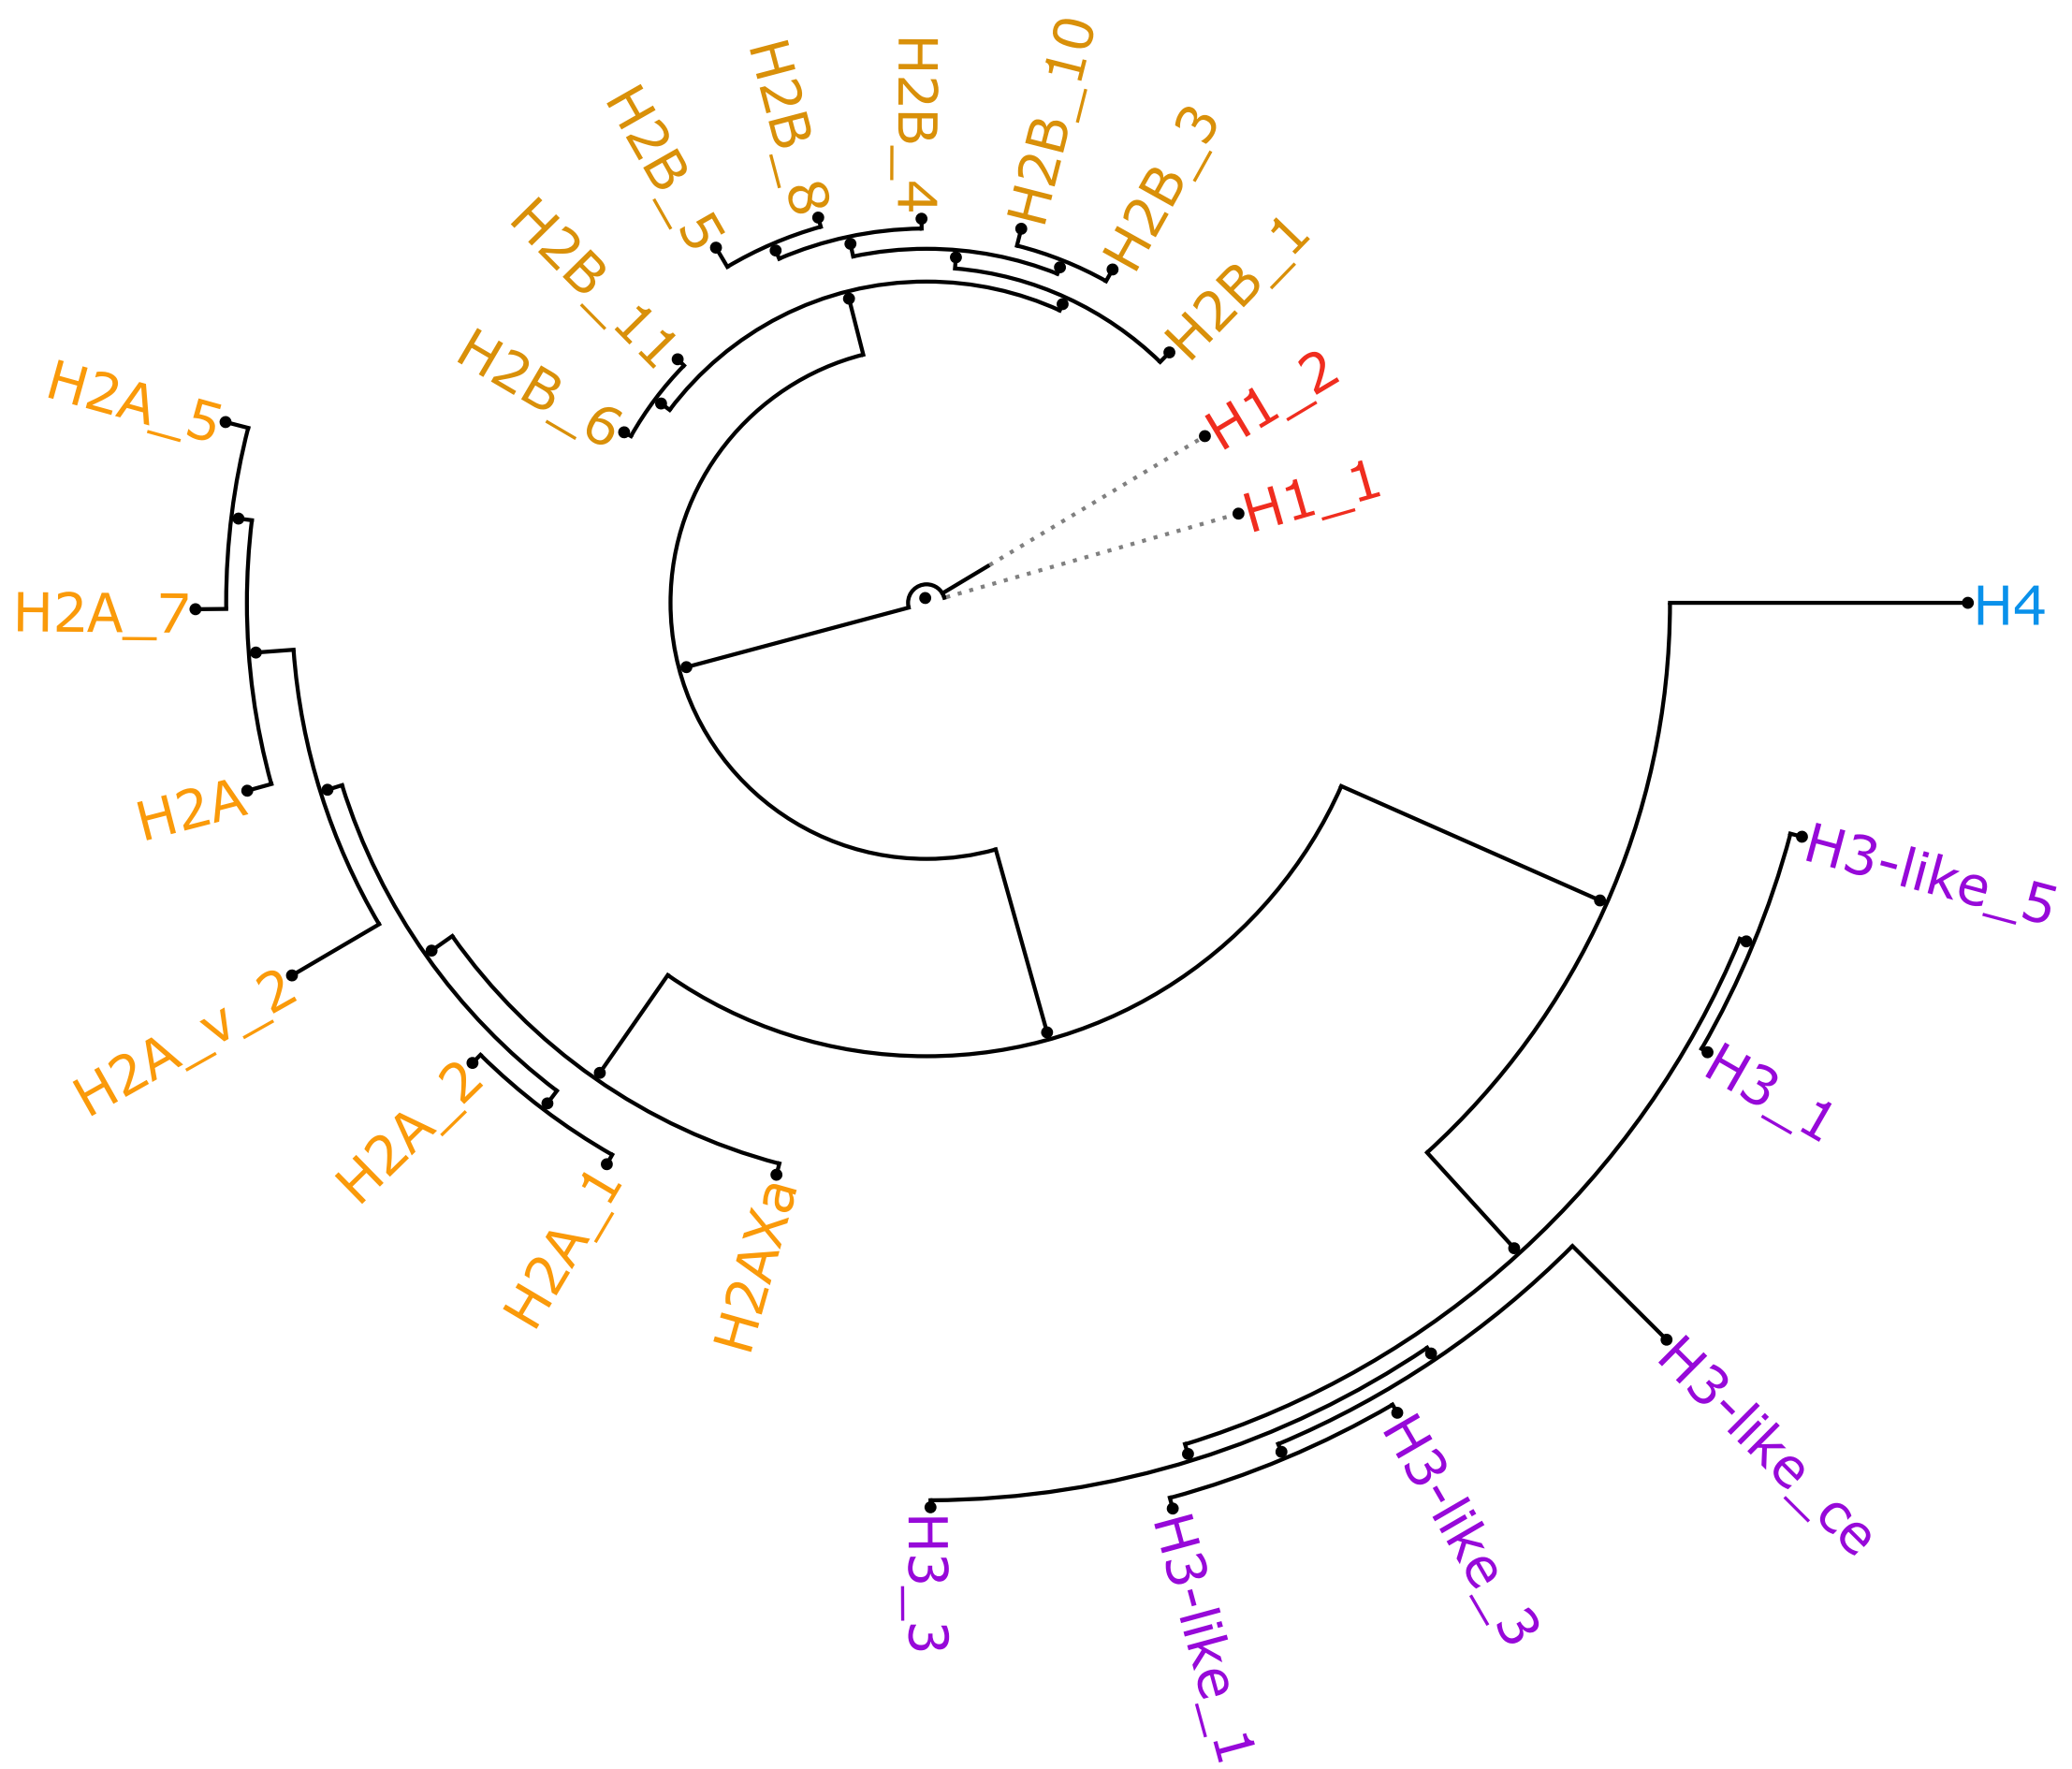 H2B_10
H2B_4
H2B_8
H2B_5
H2B_3
H2B_11
H2B_1
H2B_6
H1_2
H2A_5
H1_1
H2A_7
H4
H2A
H3-like_5
H2A_v_2
H3_1
H2A_2
H2A_1
H2AXa
H3-like_ce
H3-like_3
H3_3
H3-like_1